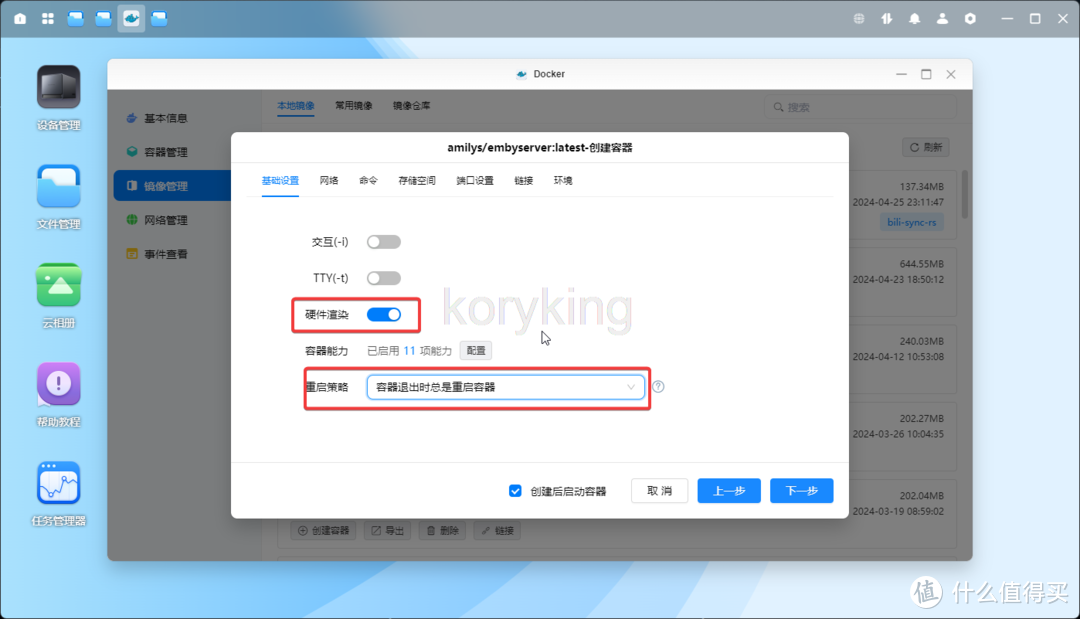 Docker
设备管理
文件管理
云相册
帮助教程
任务管理器
基本信息
容器管理
镜像管理
网络管理
事件查看
本地镜像 常用镜像 镜像仓库
搜索
刷新
amilys/embyserver:latest-创建容器
基础设置 网络 命令 存储空间 端口设置 链接 环境
交互(-i)
TTY(-t)
硬件渲染
容器能力 已启用 11 项能力 配置
重启策略 容器退出时总是重启容器
创建后启动容器 取 消 上一步 下一步
137.34MB
2024-04-25 23:11:47
bili-sync-rs
644.55MB
2024-04-23 18:50:12
240.03MB
2024-04-12 10:53:08
202.27MB
2024-03-26 10:04:35
202.04MB
2024-03-19 08:59:02
创建容器 导出 删除 链接
koryking
值 什么值得买